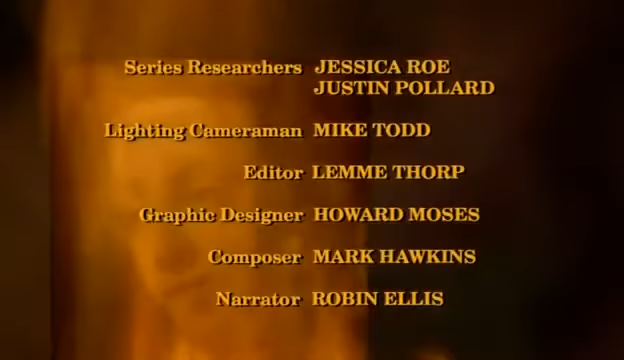 Series Researchers JESSICA ROE
JUSTIN POLLARD
Lighting Cameraman MIKE TODD
Editor LEMME THORP
Graphic Designer HOWARD MOSES
Composer MARK HAWKINS
Narrator ROBIN ELLIS